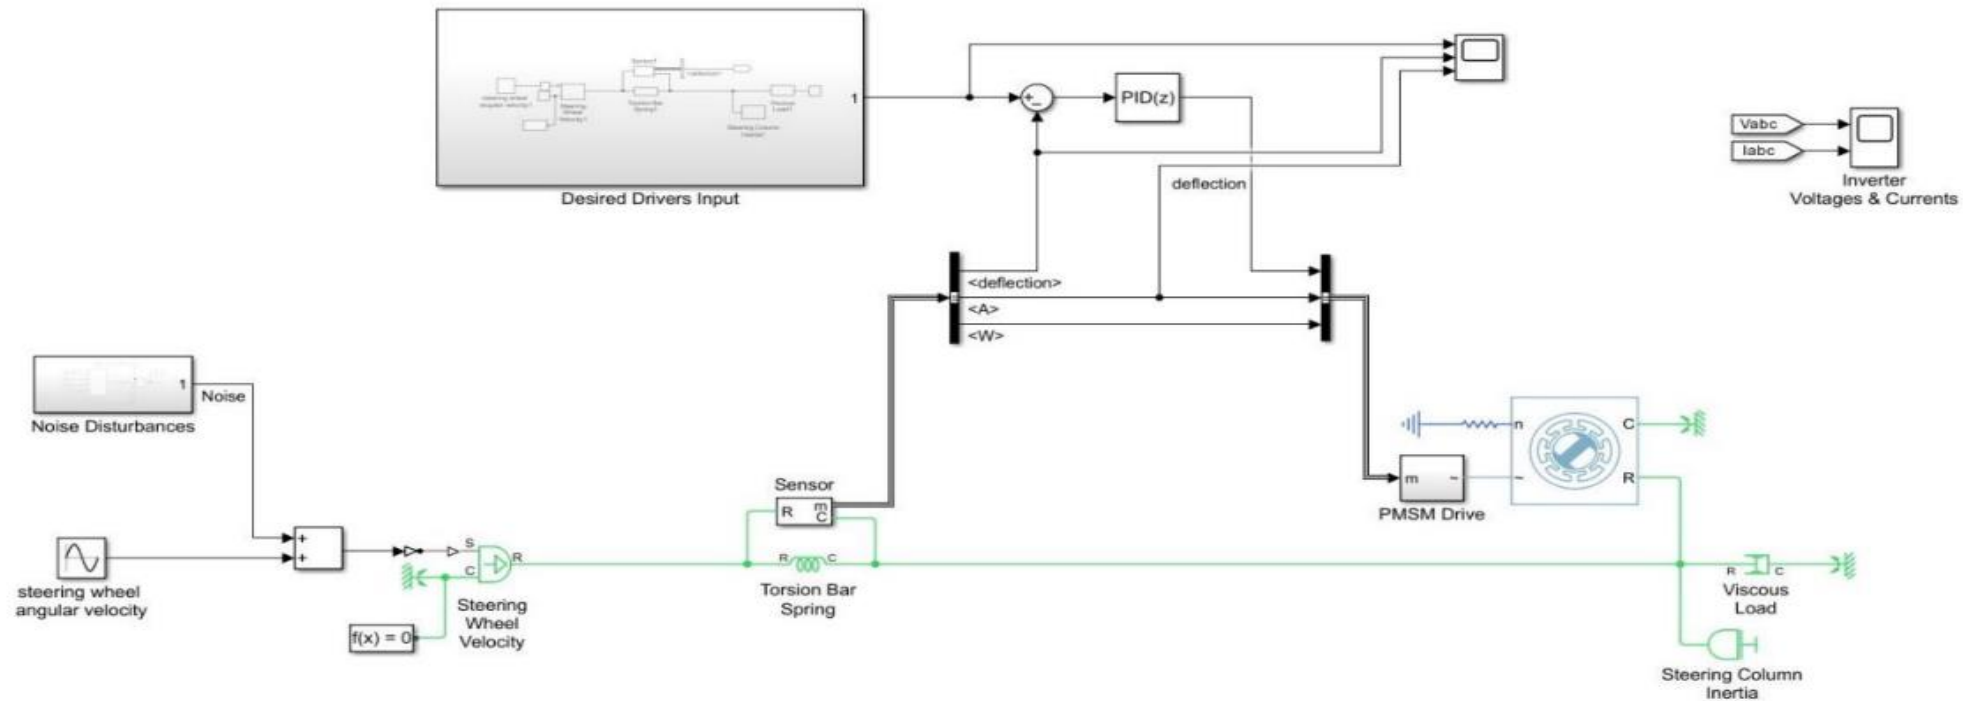 1
Desired Drivers Input
+
-
PID(z)
deflection
Vabc
Iabc
Inverter
Voltages & Currents
<deflection>
<A>
<W>
1
Noise
Noise Disturbances
steering wheel
angular velocity
+
+
S
C
R
f(x) = 0
Steering
Wheel
Velocity
Sensor
R
m
C
R
C
Torsion Bar
Spring
m
~
PMSM Drive
n
~
C
R
R
C
Viscous
Load
Steering Column
Inertia